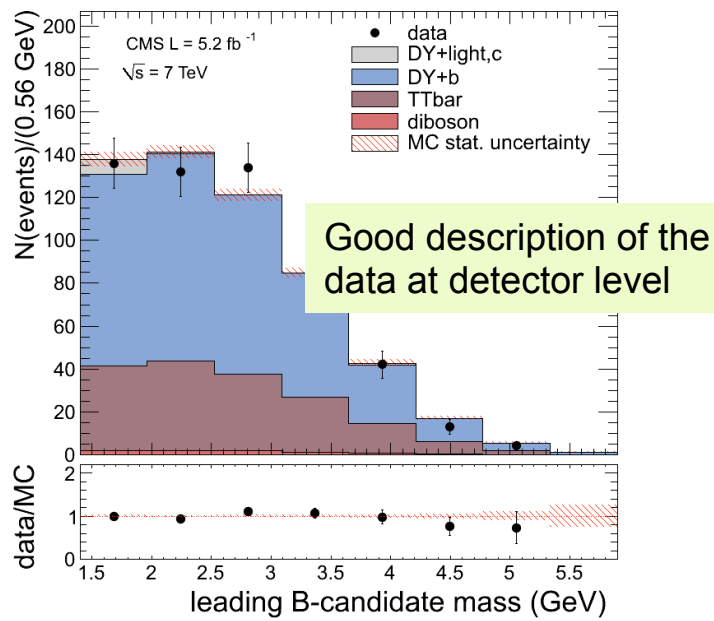 200
180
160
140
120
100
80
60
40
20
0
N(events)/(0.56 GeV)
CMS L = 5.2 fb -1
√s = 7 TeV
data
DY+light,c
DY+b
TTbar
diboson
MC stat. uncertainty
Good description of the
data at detector level
2
1
0
data/MC
1.5 2 2.5 3 3.5 4 4.5 5 5.5
leading B-candidate mass (GeV)